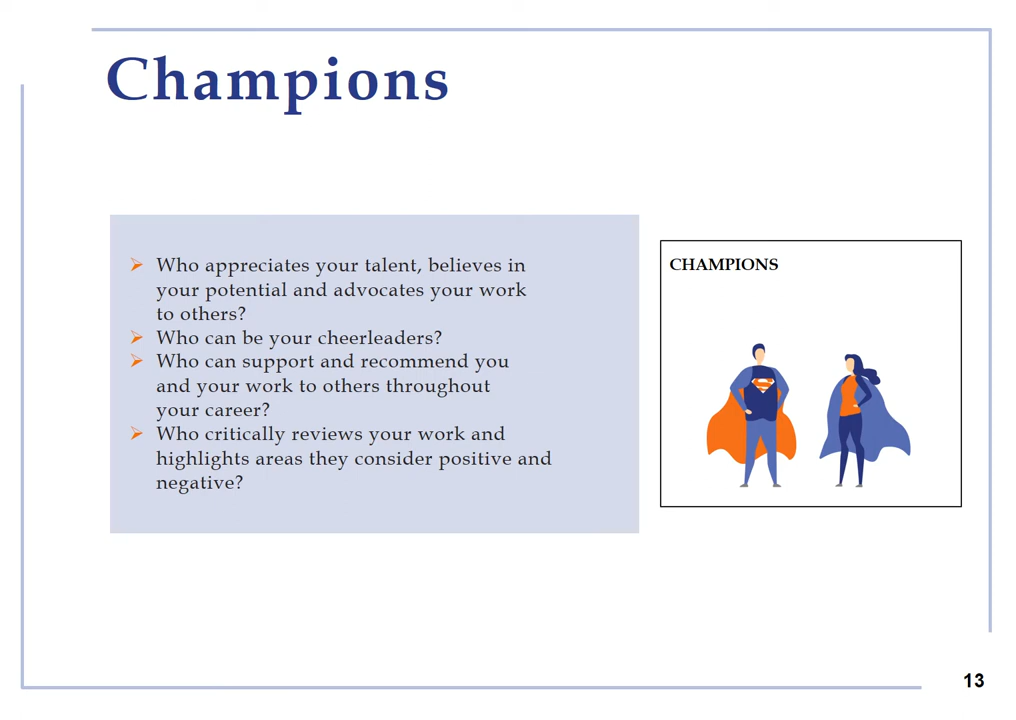 Champions
Who appreciates your talent, believes in
your potential and advocates your work
to others?
Who can be your cheerleaders?
Who can support and recommend you
and your work to others throughout
your career?
Who critically reviews your work and
highlights areas they consider positive and
negative?
CHAMPIONS
13